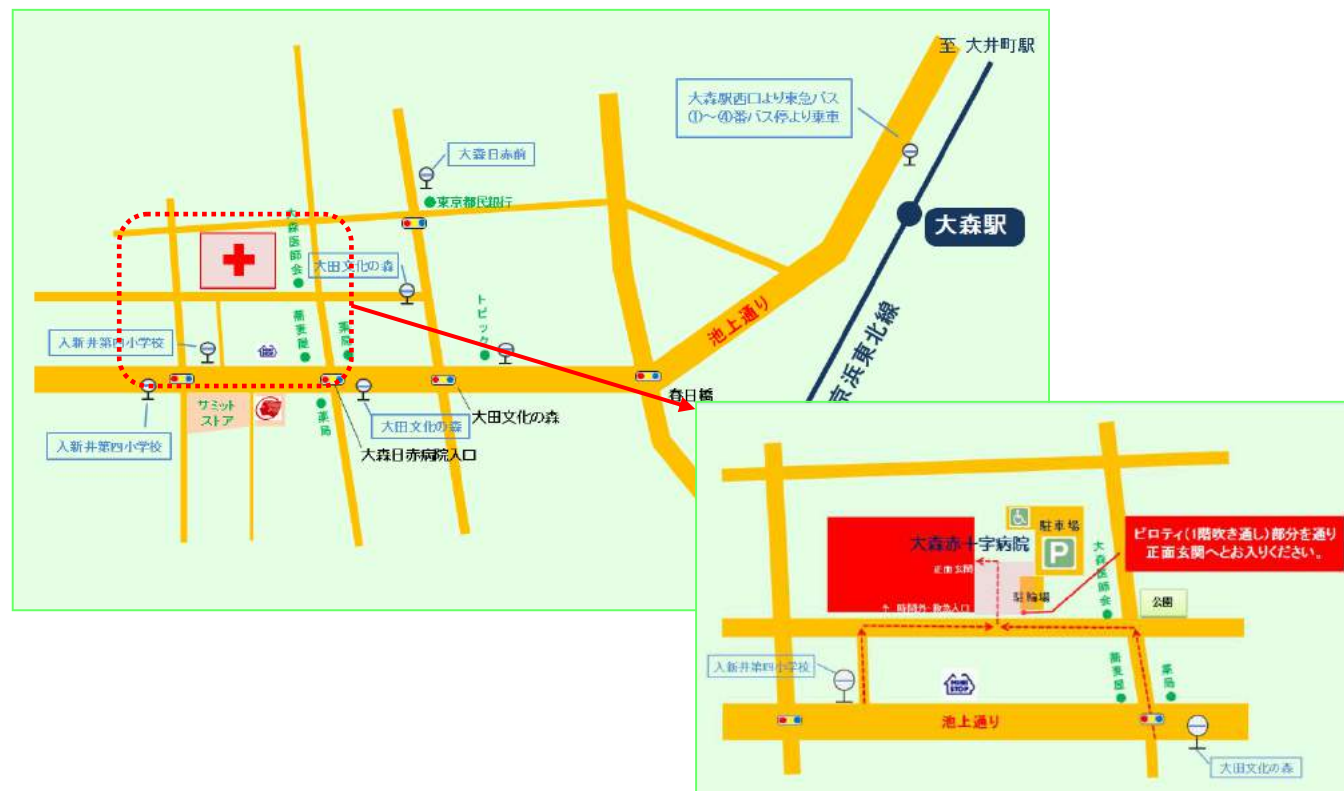 至 大井町駅
大森駅西口より東急バス
①～④番バス停より乗車
大森日赤前
●東京都民銀行
大森駅
大森医師会●
大田文化の森
池上通り
京浜東北線
トピック●
入新井第四小学校
蕎麦屋●
薬局●
春日橋
サミット
ストア
●薬局
大田文化の森
大田文化の森
入新井第四小学校
大森日赤病院入口
駐車場
P
大森赤十字病院
正面玄関
ピロティ(1階吹き通し)部分を通り
正面玄関へとお入りください。
大森医師会●
駐輪場
↑ 時間外・救急入口
公園
入新井第四小学校
MINI
STOP
蕎麦屋●
薬局●
池上通り
大田文化の森